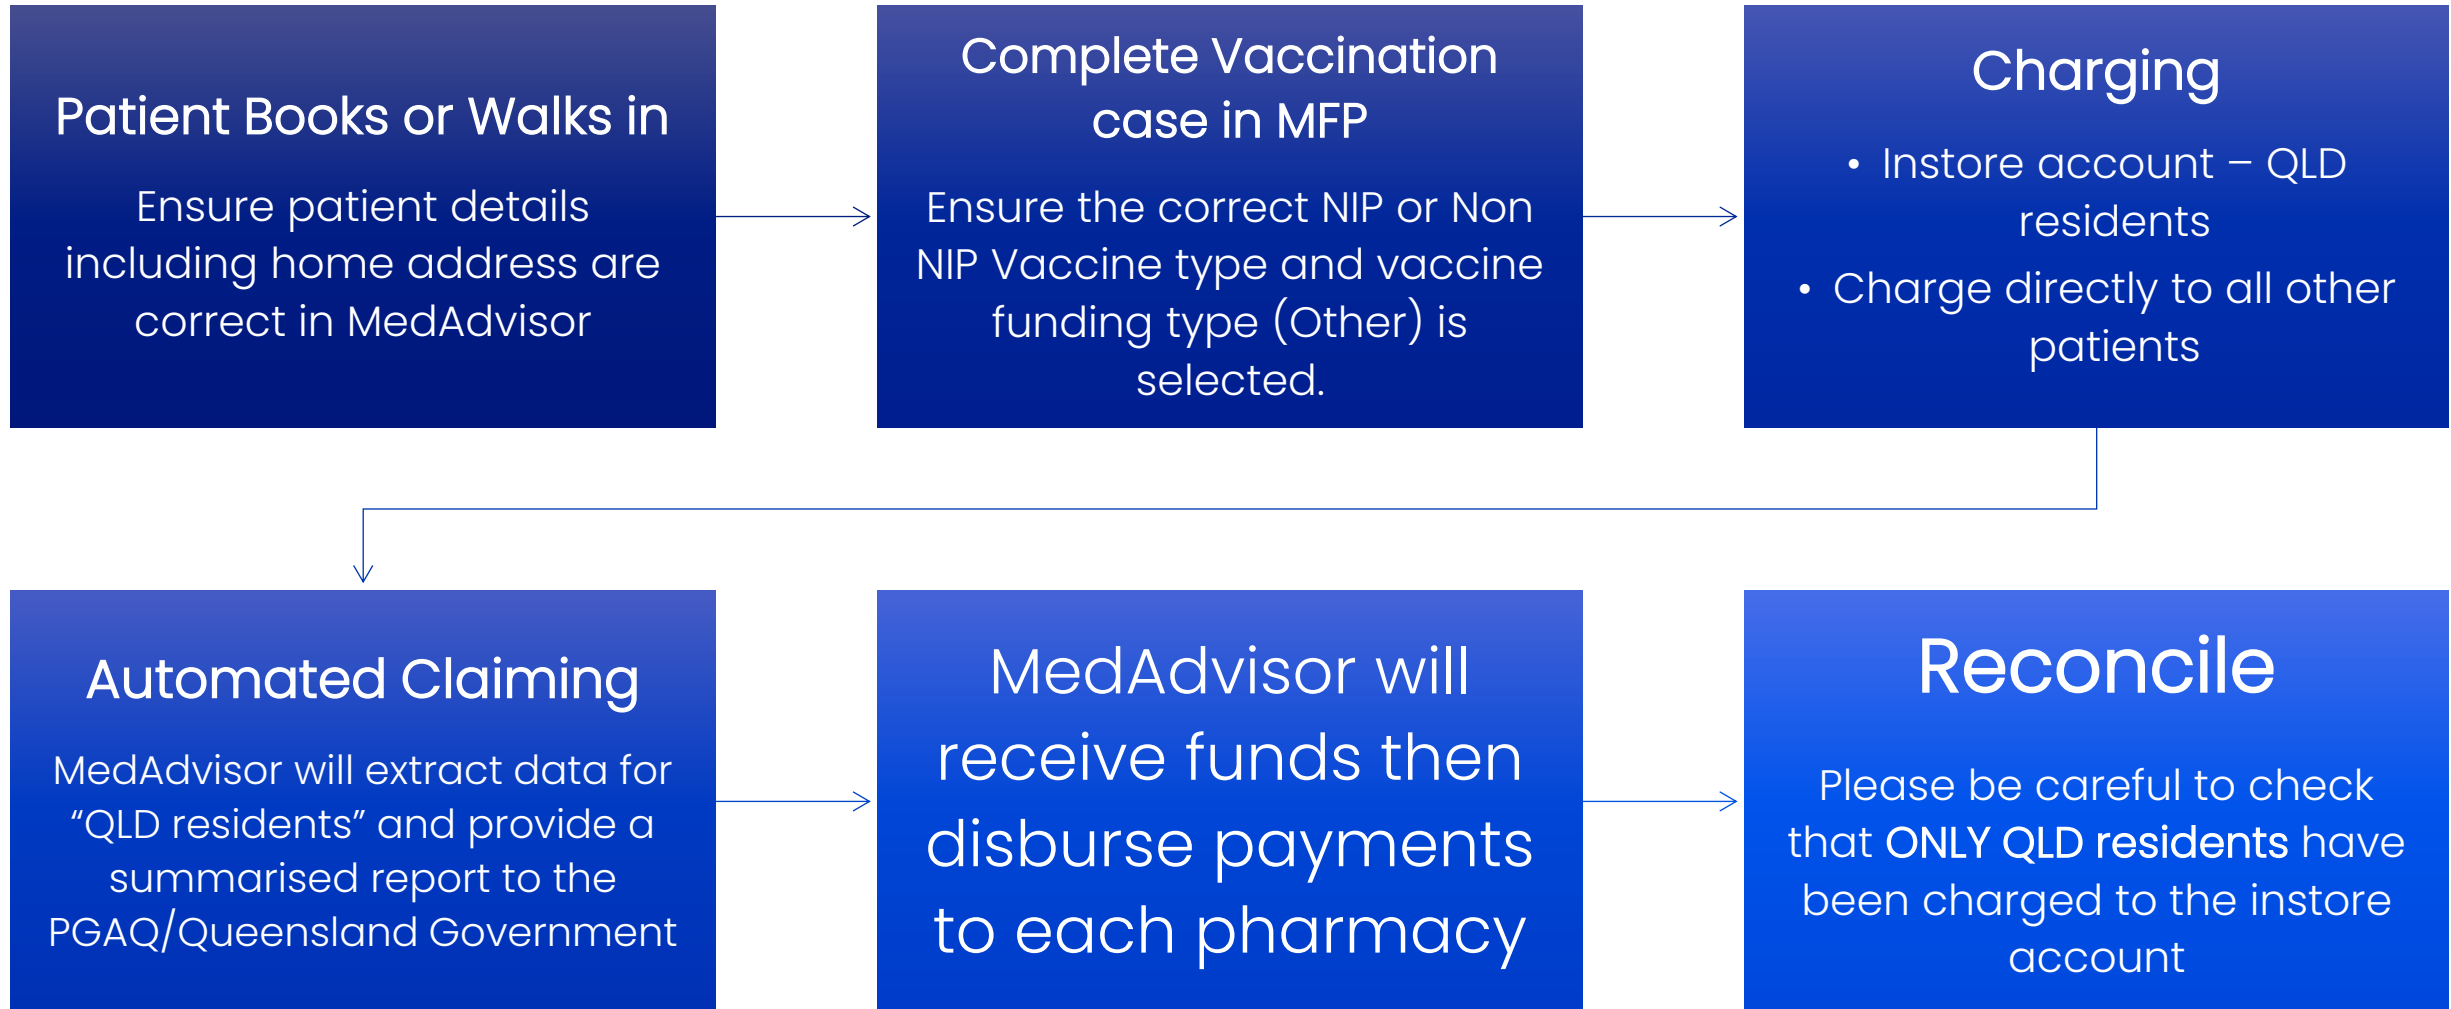 Patient Books or Walks in
Ensure patient details
including home address are
correct in MedAdvisor
Complete Vaccination
case in MFP
Ensure the correct NIP or Non
NIP Vaccine type and vaccine
funding type (Other) is
selected.
Charging
• Instore account – QLD
residents
• Charge directly to all other
patients
Automated Claiming
MedAdvisor will extract data for
“QLD residents” and provide a
summarised report to the
PGAQ/Queensland Government
MedAdvisor will
receive funds then
disburse payments
to each pharmacy
Reconcile
Please be careful to check
that ONLY QLD residents have
been charged to the instore
account